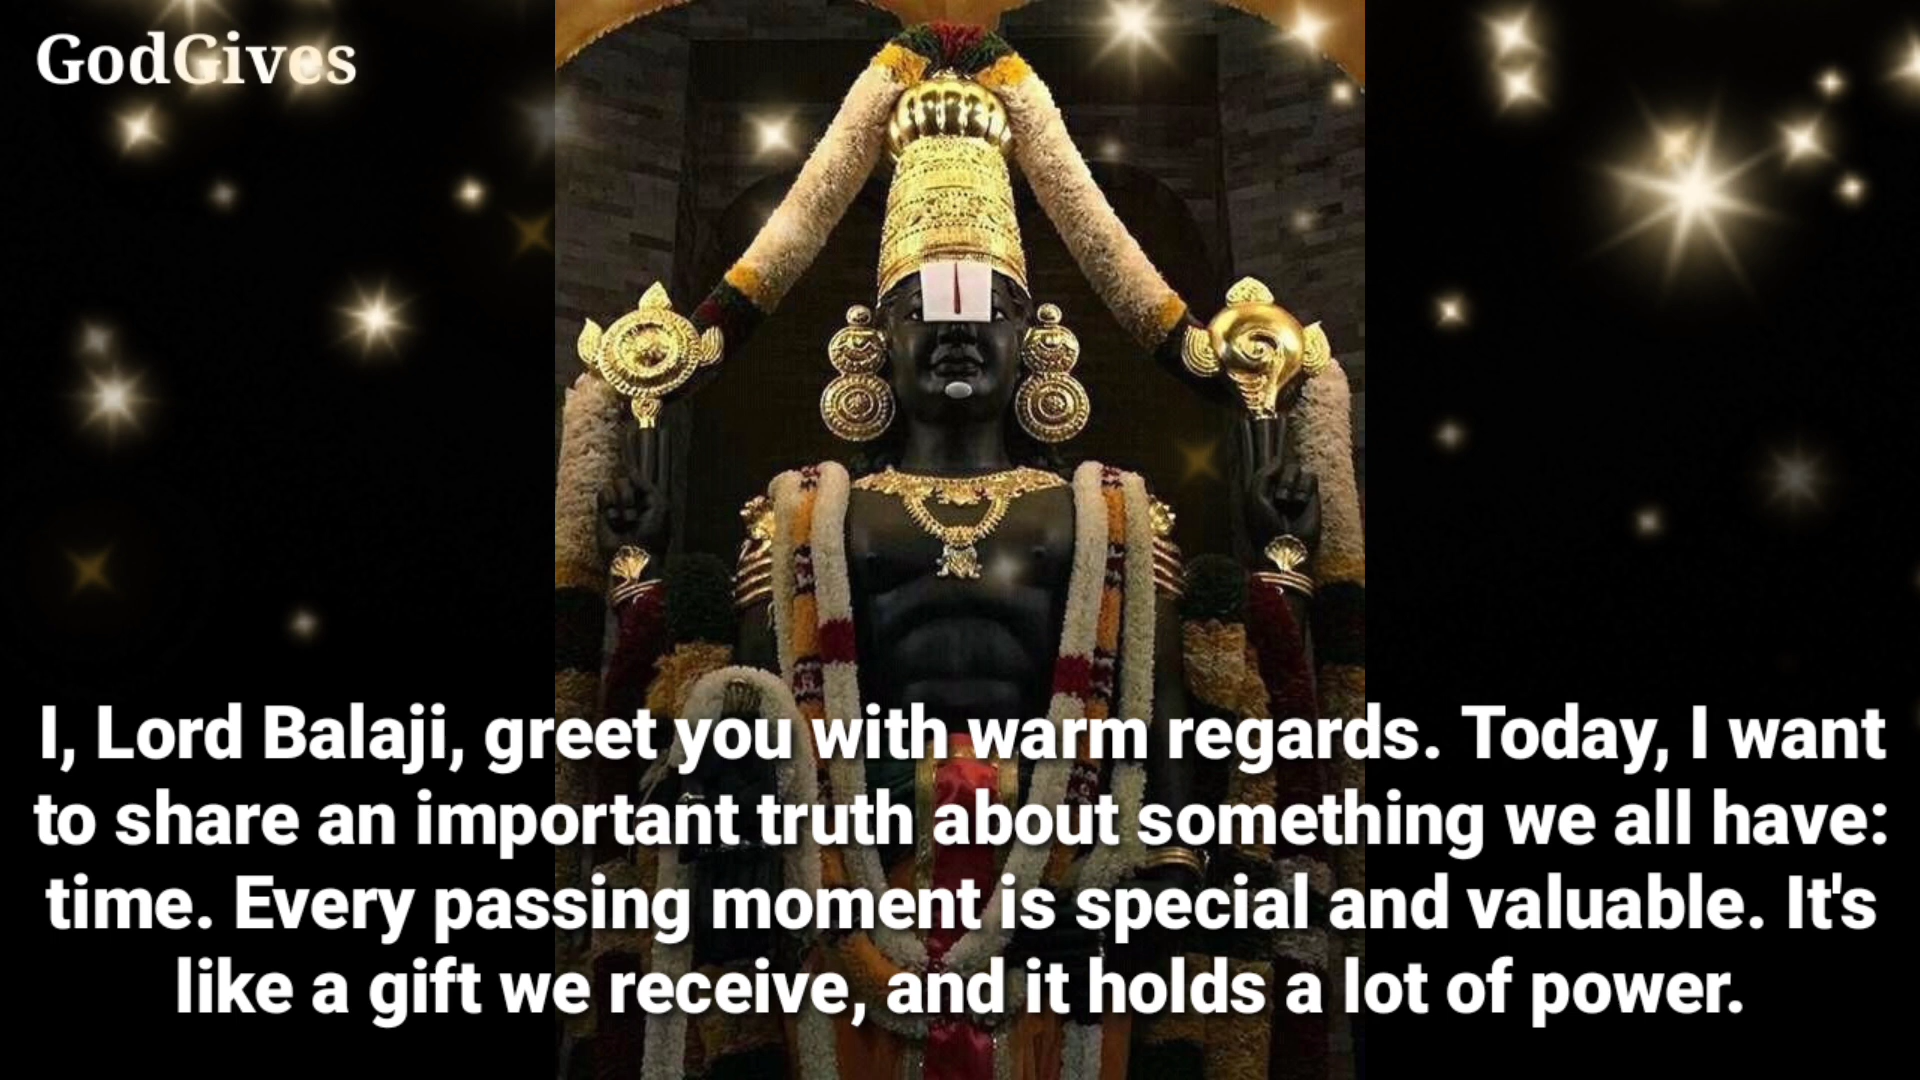 GodGives
I, Lord Balaji, greet you with warm regards. Today, I want
to share an important truth about something we all have:
time. Every passing moment is special and valuable. It's
like a gift we receive, and it holds a lot of power.